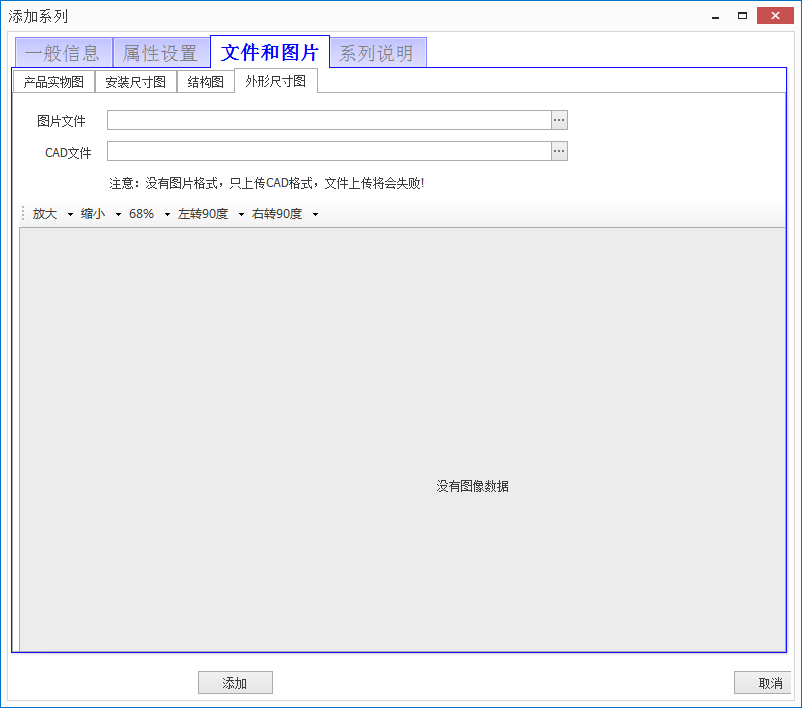 添加系列
一般信息 属性设置 文件和图片 系列说明
产品实物图 安装尺寸图 结构图 外形尺寸图
图片文件
CAD文件
注意：没有图片格式，只上传CAD格式，文件上传将会失败!
放大 缩小 68% 左转90度 右转90度
没有图像数据
添加 取消